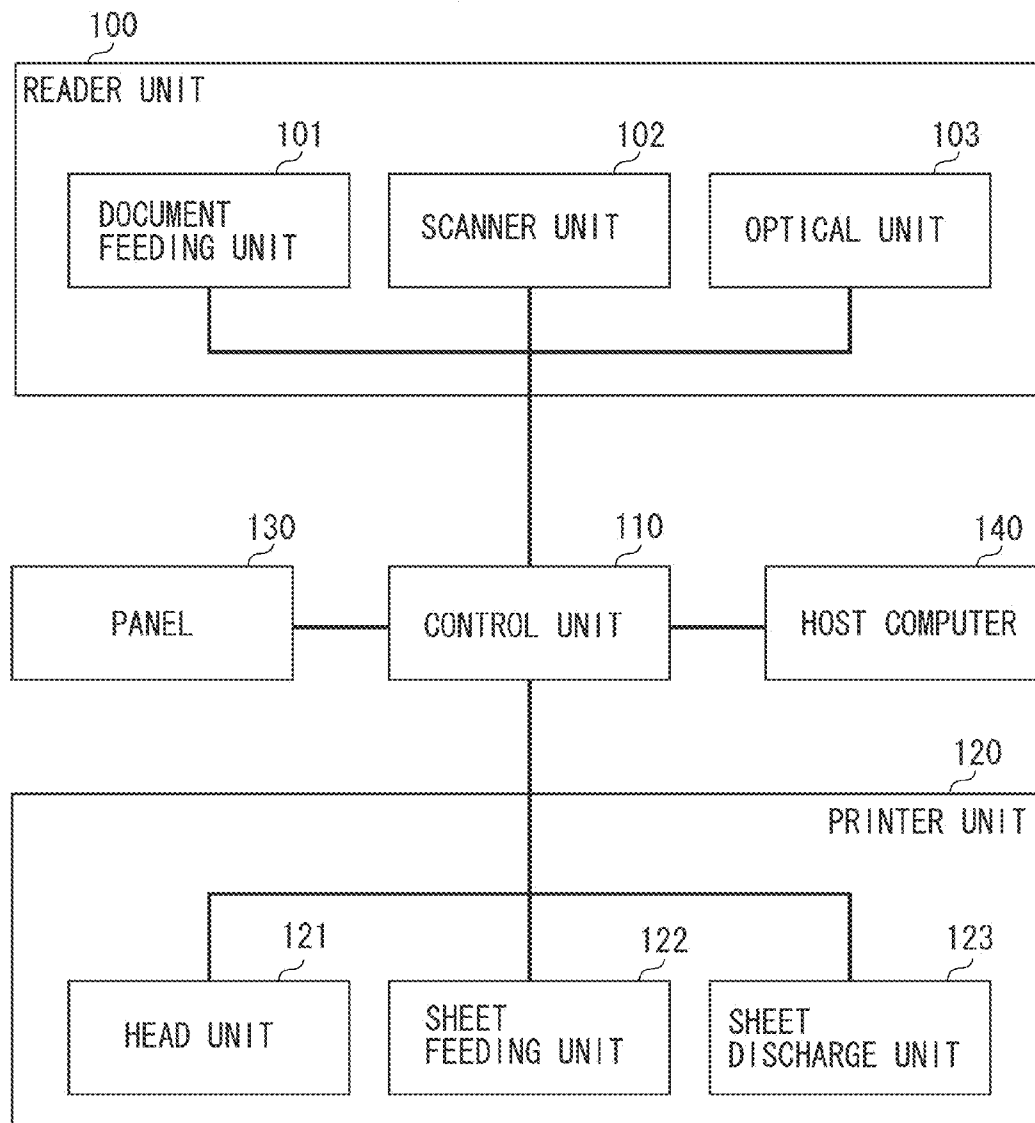 100
READER UNIT
101
102
103
DOCUMENT
FEEDING UNIT
SCANNER UNIT
OPTICAL UNIT
130
110
140
PANEL
CONTROL UNIT
HOST COMPUTER
120
PRINTER UNIT
121
122
123
HEAD UNIT
SHEET
FEEDING UNIT
SHEET
DISCHARGE UNIT